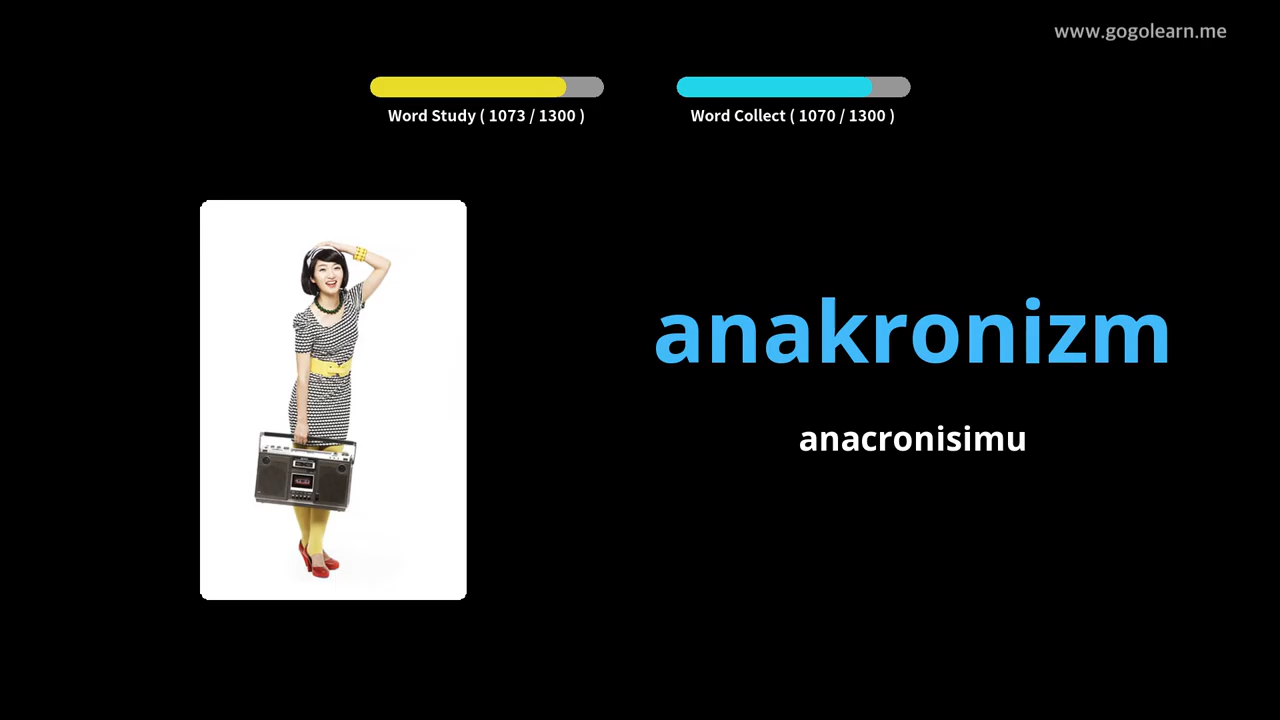 www.gogolearn.me
Word Study ( 1073 / 1300 )
Word Collect ( 1070 / 1300 )
anakronizm
anacronisimu